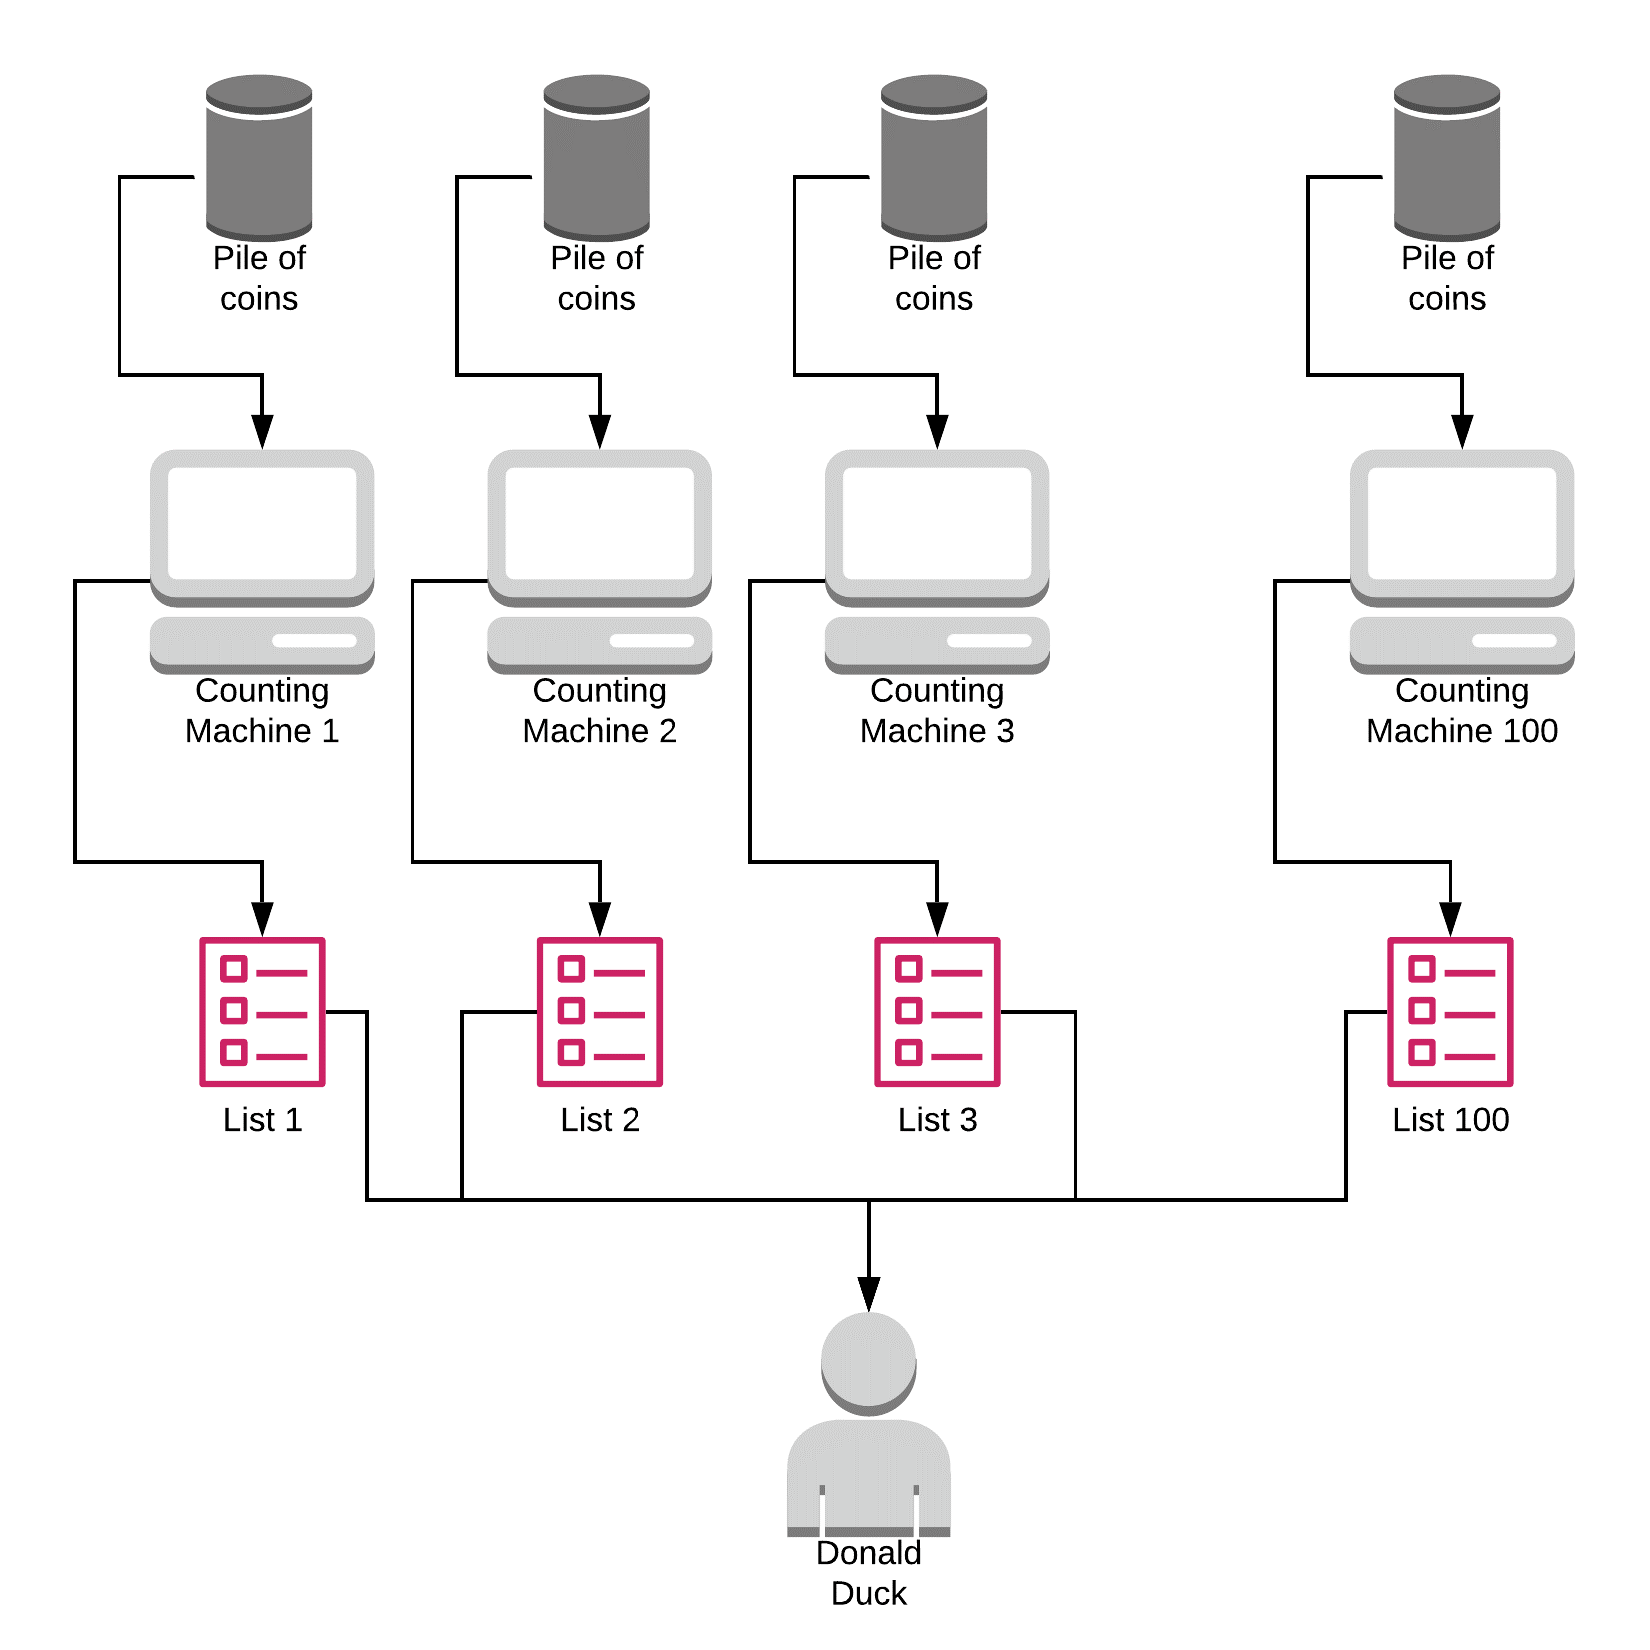 Pile of
coins
Pile of
coins
Pile of
coins
Pile of
coins
Counting
Machine 1
Counting
Machine 2
Counting
Machine 3
Counting
Machine 100
List 1
List 2
List 3
List 100
Donald
Duck